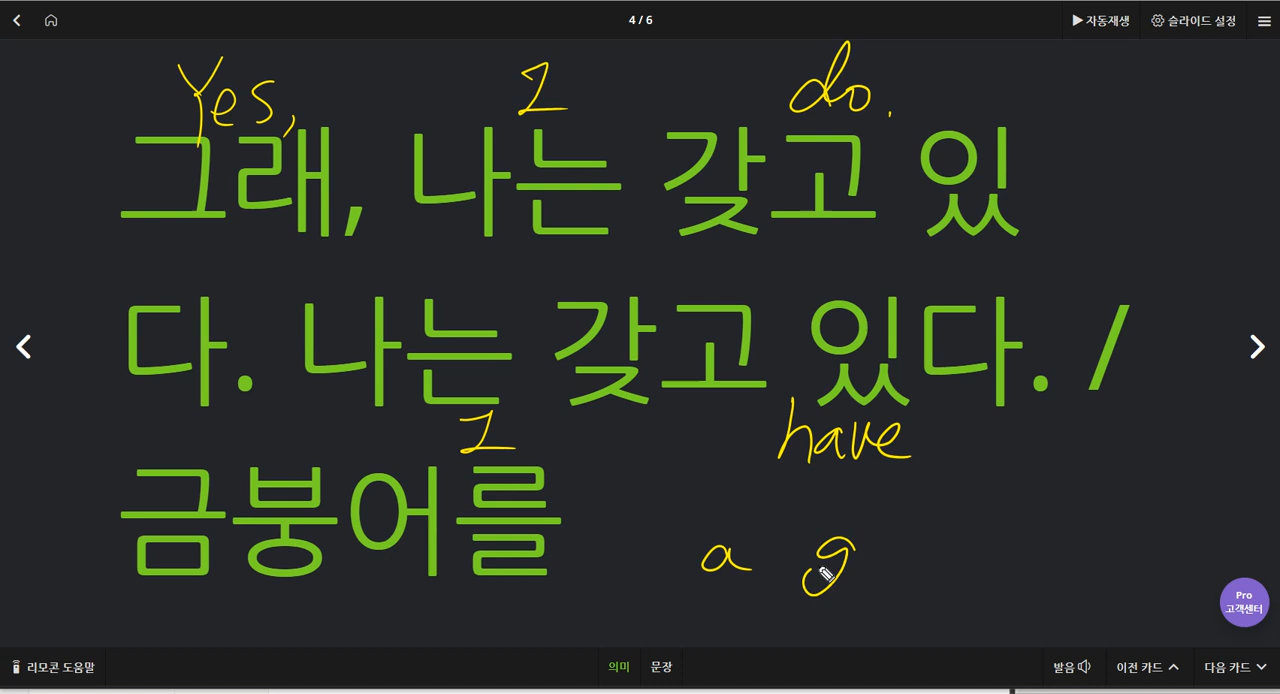 4 / 6
자동재생
슬라이드 설정
Yes, I do.
그래, 나는 갖고 있
다. 나는 갖고 있다. /
I have
금붕어를
a g
Pro
고객센터
리모콘 도움말
의미
문장
발음
이전 카드
다음 카드